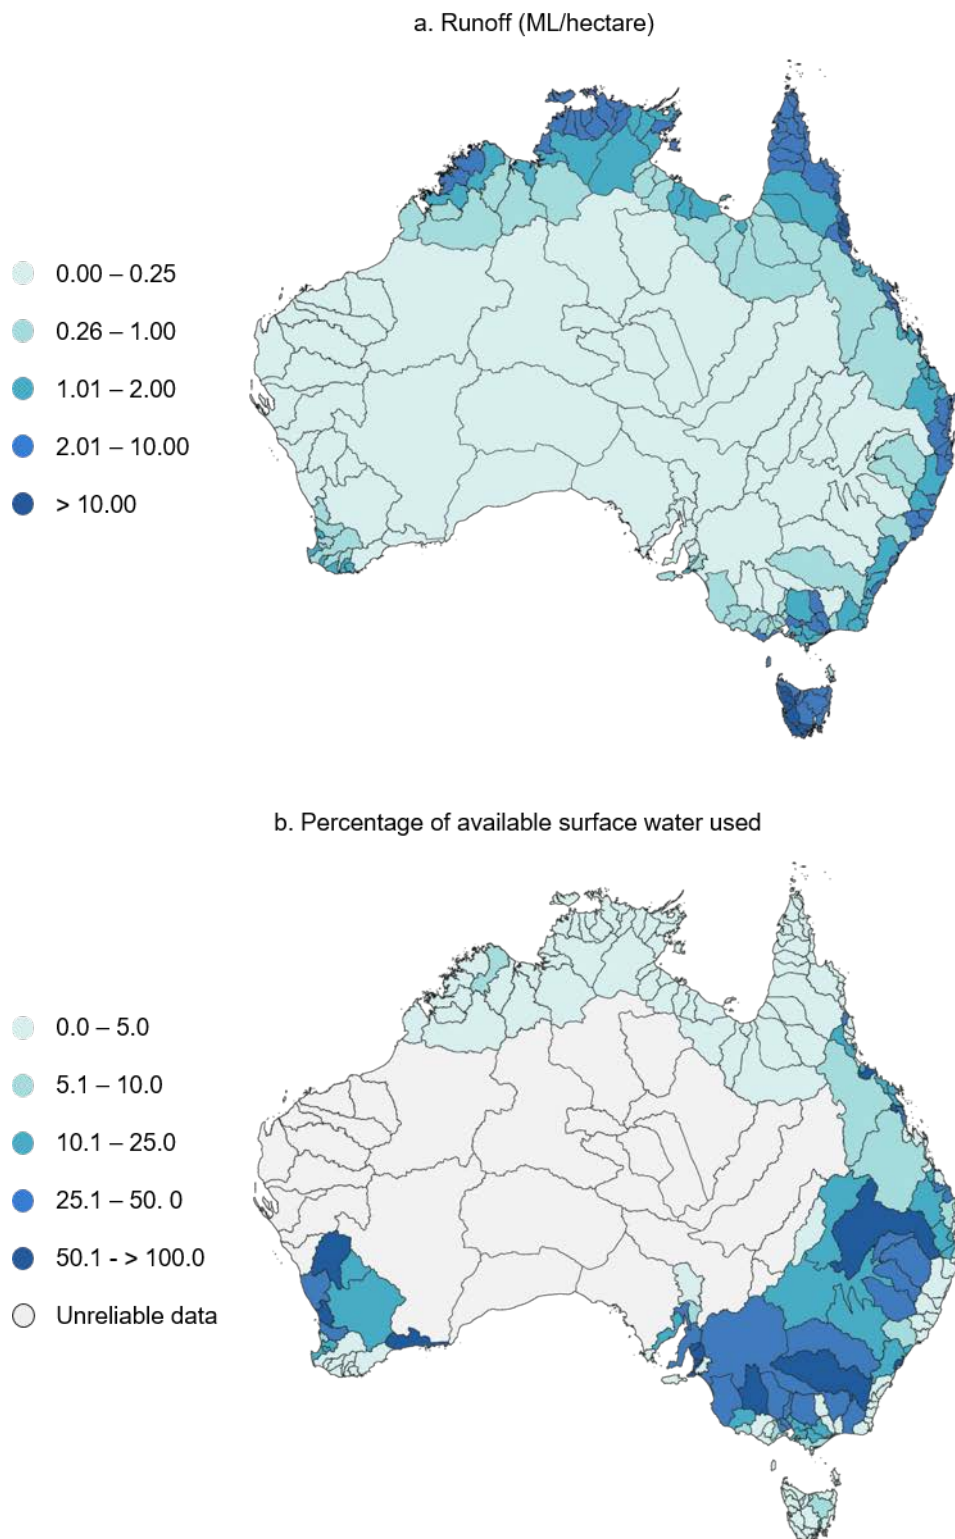 a. Runoff (ML/hectare)
0.00 – 0.25
0.26 – 1.00
1.01 – 2.00
2.01 – 10.00
> 10.00
b. Percentage of available surface water used
0.0 – 5.0
5.1 – 10.0
10.1 – 25.0
25.1 – 50. 0
50.1 - > 100.0
Unreliable data